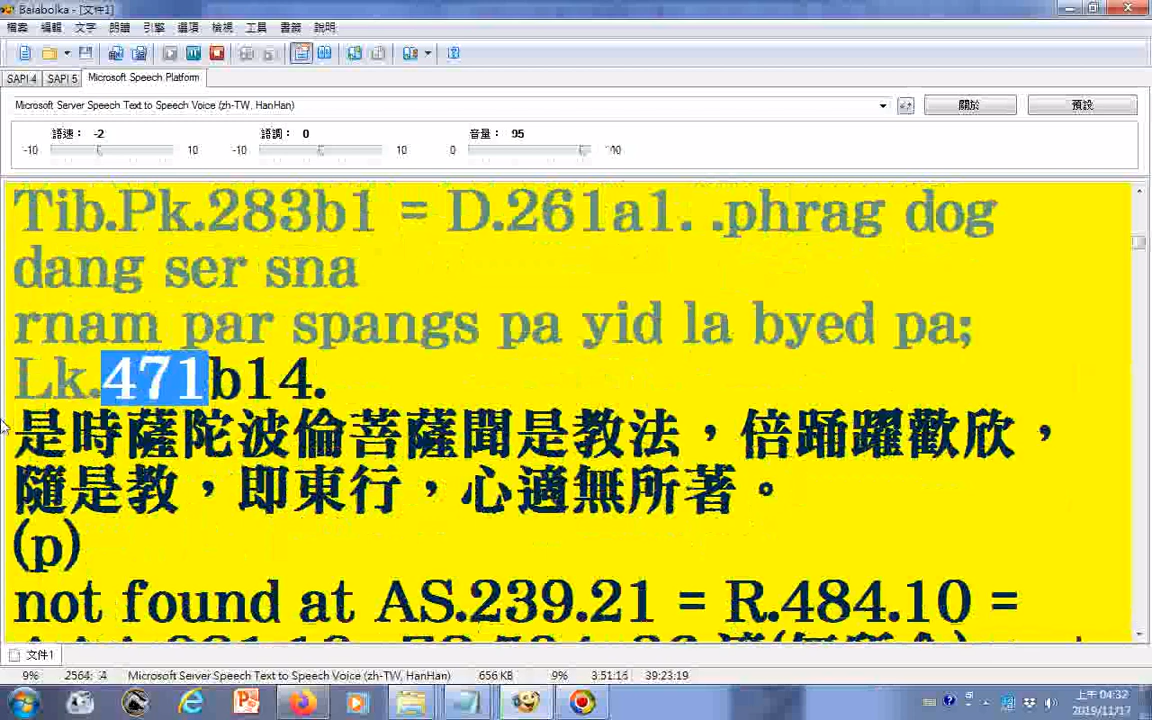 Balabolka - [文件1]
檔案 編輯 文字 朗讀 引擎 選項 檢視 工具 書籤 說明
SAPI 4 SAPI 5 Microsoft Speech Platform
Microsoft Server Speech Text to Speech Voice (zh-TW, HanHan) 關於 預設
語速： -2 語調： 0 音量： 95
-10 10 -10 10 0
Tib.Pk.283b1 = D.261a1. .phrag dog
dang ser sna
rnam par spangs pa yid la byed pa;
Lk.471b14.
是時薩陀波倫菩薩聞是教法，倍踊躍歡欣，
隨是教，即東行，心適無所著。
(p)
not found at AS.239.21 = R.484.10 =
文件1
9% 2564: 4 Microsoft Server Speech Text to Speech Voice (zh-TW, HanHan) 656 KB 9% 3:51:16 39:23:19
上午 04:32
2019/11/17